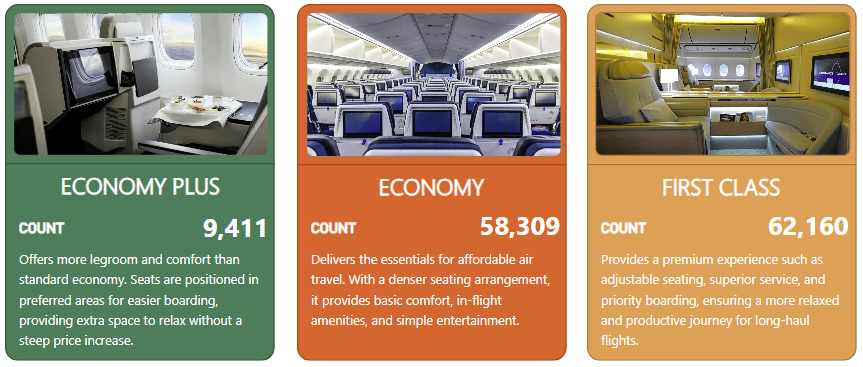 ECONOMY PLUS
COUNT 9,411
Offers more legroom and comfort than
standard economy. Seats are positioned in
preferred areas for easier boarding,
providing extra space to relax without a
steep price increase.
ECONOMY
COUNT 58,309
Delivers the essentials for affordable air
travel. With a denser seating arrangement,
it provides basic comfort, in-flight
amenities, and simple entertainment.
FIRST CLASS
COUNT 62,160
Provides a premium experience such as
adjustable seating, superior service, and
priority boarding, ensuring a more relaxed
and productive journey for long-haul
flights.